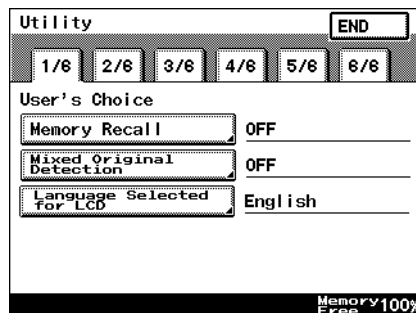 Utility END
1/6 2/6 3/6 4/6 5/6 6/6
User's Choice
Memory Recall OFF
Mixed Original
Detection OFF
Language Selected
for LCD English
Memory
Free 100%